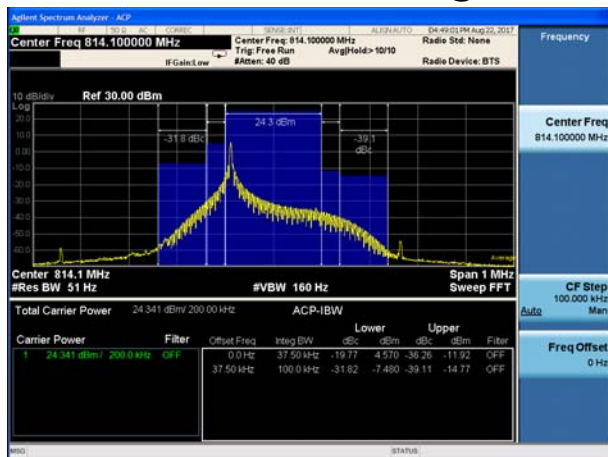 Agilent Spectrum Analyzer - ACP
RF 50 Ω AC CORREC SENSE:INT ALIGN AUTO 04:49:01 PM Aug 22, 2017
Center Freq 814.100000 MHz
Center Freq: 814.100000 MHz
Radio Std: None
Trig: Free Run Avg|Hold:> 10/10
IFGain:Low #Atten: 40 dB Radio Device: BTS
10 dB/div Ref 30.00 dBm
Log
20.0
10.0
0.00
-10.0
-20.0
-30.0
-40.0
-50.0
-60.0
-31.8 dBc
24.3 dBm
-39.1 dBc
Average
Center 814.1 MHz Span 1 MHz
#Res BW 51 Hz #VBW 160 Hz Sweep FFT
Total Carrier Power 24.341 dBm/ 200.00 kHz ACP-IBW
Lower Upper
Carrier Power Filter Offset Freq Integ BW dBc dBm dBc dBm Filter
1 24.341 dBm / 200.0 kHz OFF 0.0 Hz 37.50 kHz -19.77 4.570 -36.26 -11.92 OFF
37.50 kHz 100.0 kHz -31.82 -7.480 -39.11 -14.77 OFF
MSG STATUS
Frequency
Center Freq
814.100000 MHz
CF Step
100.000 kHz
Auto Man
Freq Offset
0 Hz